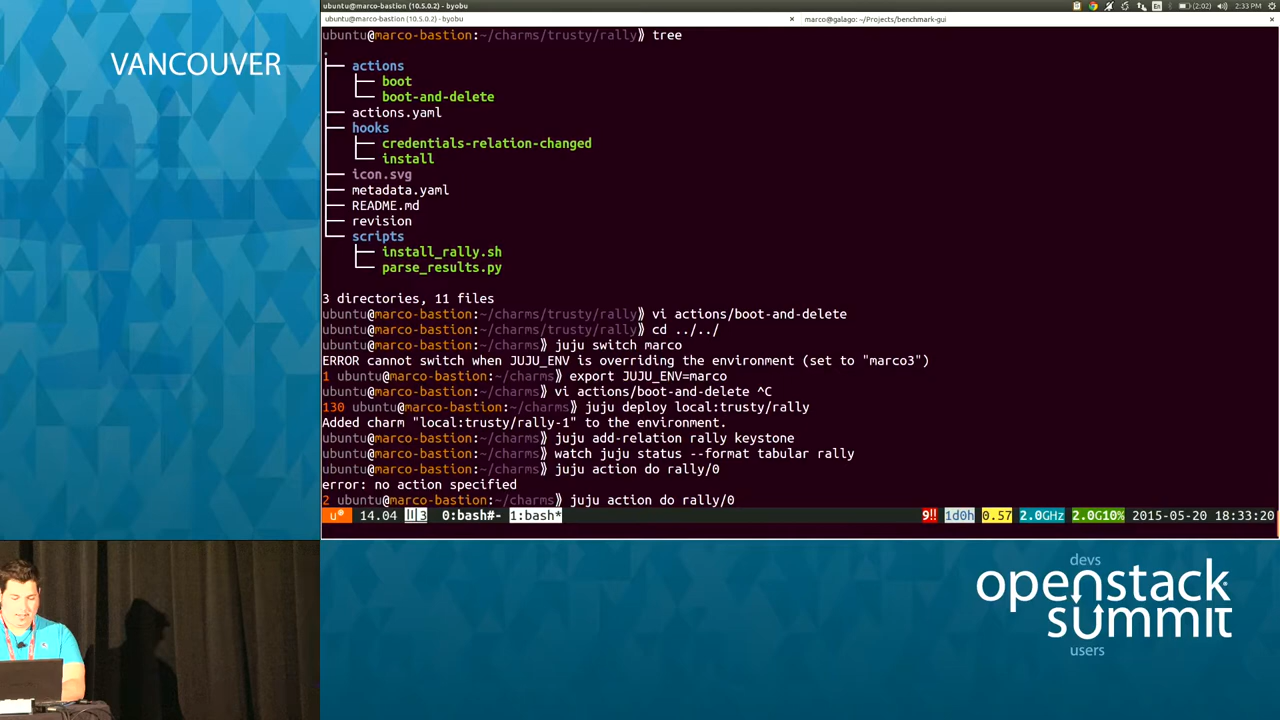 ubuntu@marco-bastion (10.5.0.2) - byobu
En
(2:02)
2:33 PM
ubuntu@marco-bastion (10.5.0.2) - byobu
×
marco@galago: ~/Projects/benchmark-gui
×
VANCOUVER
ubuntu@marco-bastion:~/charms/trusty/rally⟫ tree
.
├── actions
│   ├── boot
│   └── boot-and-delete
├── actions.yaml
├── hooks
│   ├── credentials-relation-changed
│   └── install
├── icon.svg
├── metadata.yaml
├── README.md
├── revision
└── scripts
    ├── install_rally.sh
    └── parse_results.py
3 directories, 11 files
ubuntu@marco-bastion:~/charms/trusty/rally⟫ vi actions/boot-and-delete
ubuntu@marco-bastion:~/charms/trusty/rally⟫ cd ../../
ubuntu@marco-bastion:~/charms⟫ juju switch marco
ERROR cannot switch when JUJU_ENV is overriding the environment (set to "marco3")
1 ubuntu@marco-bastion:~/charms⟫ export JUJU_ENV=marco
ubuntu@marco-bastion:~/charms⟫ vi actions/boot-and-delete ^C
130 ubuntu@marco-bastion:~/charms⟫ juju deploy local:trusty/rally
Added charm "local:trusty/rally-1" to the environment.
ubuntu@marco-bastion:~/charms⟫ juju add-relation rally keystone
ubuntu@marco-bastion:~/charms⟫ watch juju status --format tabular rally
ubuntu@marco-bastion:~/charms⟫ juju action do rally/0
error: no action specified
2 ubuntu@marco-bastion:~/charms⟫ juju action do rally/0
u 14.04 3 0:bash#- 1:bash* 9!! 1d0h 0.57 2.0GHz 2.0G10% 2015-05-20 18:33:20
devs
openstack
summit
users